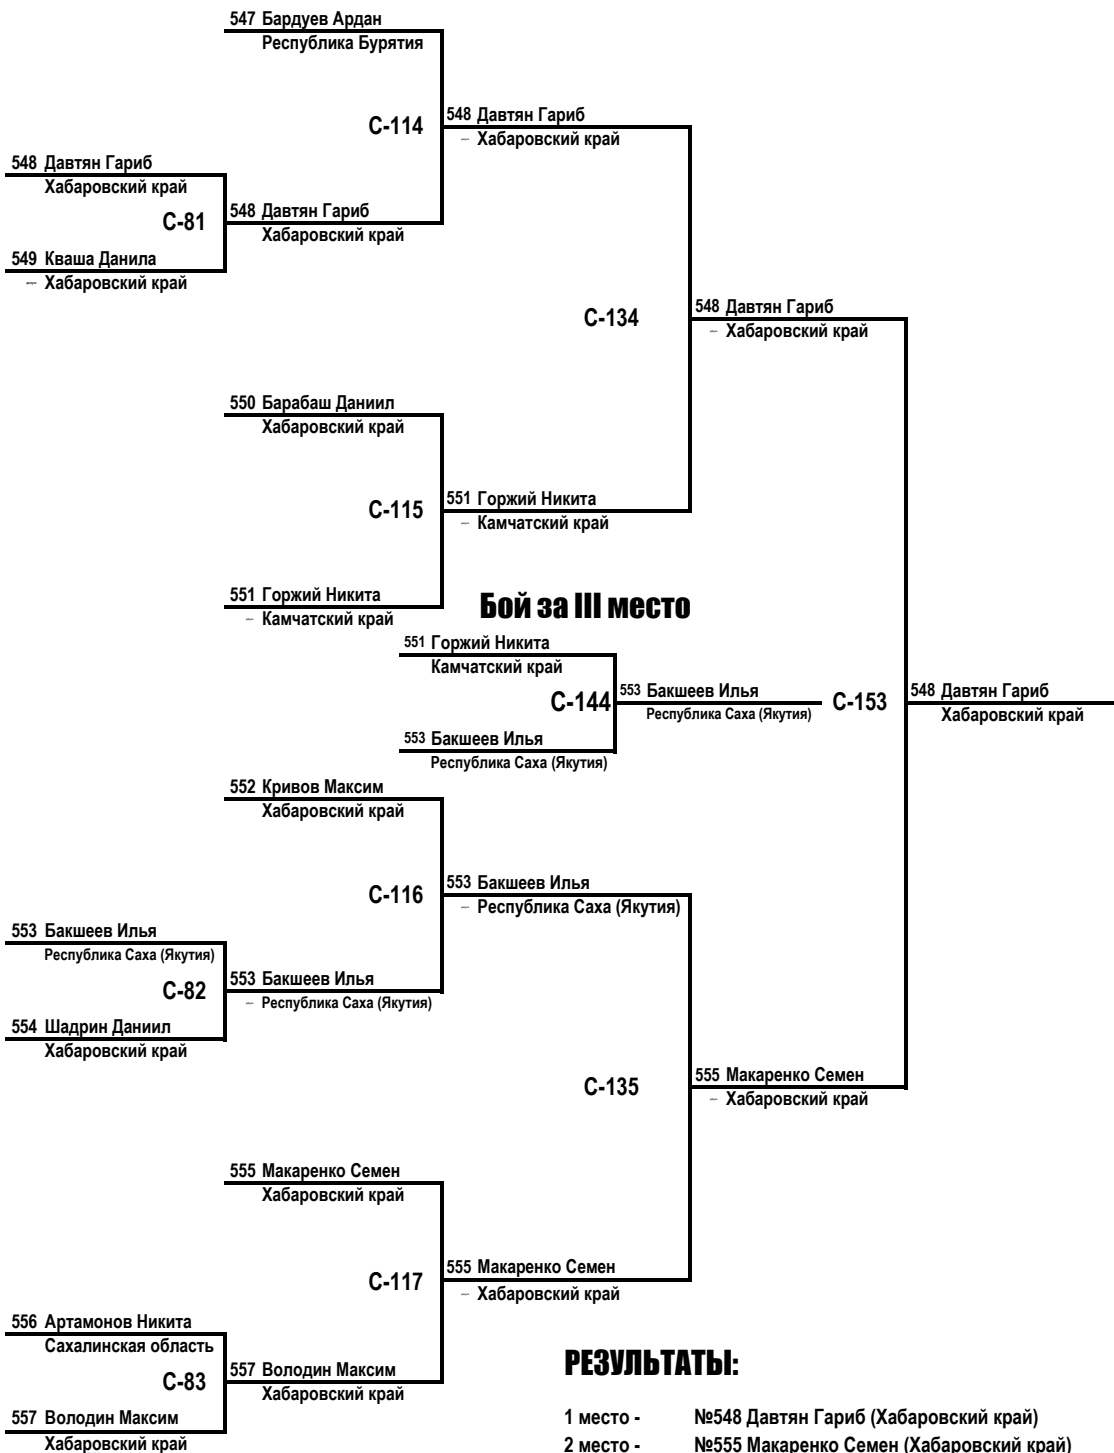 547 Бардуев Ардан
Республика Бурятия
С-114
548 Давтян Гариб
– Хабаровский край
548 Давтян Гариб
Хабаровский край
С-81
548 Давтян Гариб
Хабаровский край
549 Кваша Данила
– Хабаровский край
С-134
548 Давтян Гариб
– Хабаровский край
550 Барабаш Даниил
Хабаровский край
С-115
551 Горжий Никита
– Камчатский край
551 Горжий Никита
– Камчатский край
Бой за III место
551 Горжий Никита
Камчатский край
С-144
553 Бакшеев Илья
Республика Саха (Якутия)
С-153
548 Давтян Гариб
Хабаровский край
553 Бакшеев Илья
Республика Саха (Якутия)
552 Кривов Максим
Хабаровский край
С-116
553 Бакшеев Илья
– Республика Саха (Якутия)
553 Бакшеев Илья
Республика Саха (Якутия)
С-82
553 Бакшеев Илья
– Республика Саха (Якутия)
554 Шадрин Даниил
Хабаровский край
С-135
555 Макаренко Семен
– Хабаровский край
555 Макаренко Семен
Хабаровский край
С-117
555 Макаренко Семен
– Хабаровский край
556 Артамонов Никита
Сахалинская область
С-83
557 Володин Максим
Хабаровский край
557 Володин Максим
Хабаровский край
РЕЗУЛЬТАТЫ:
1 место - №548 Давтян Гариб (Хабаровский край)
2 место - №555 Макаренко Семен (Хабаровский край)